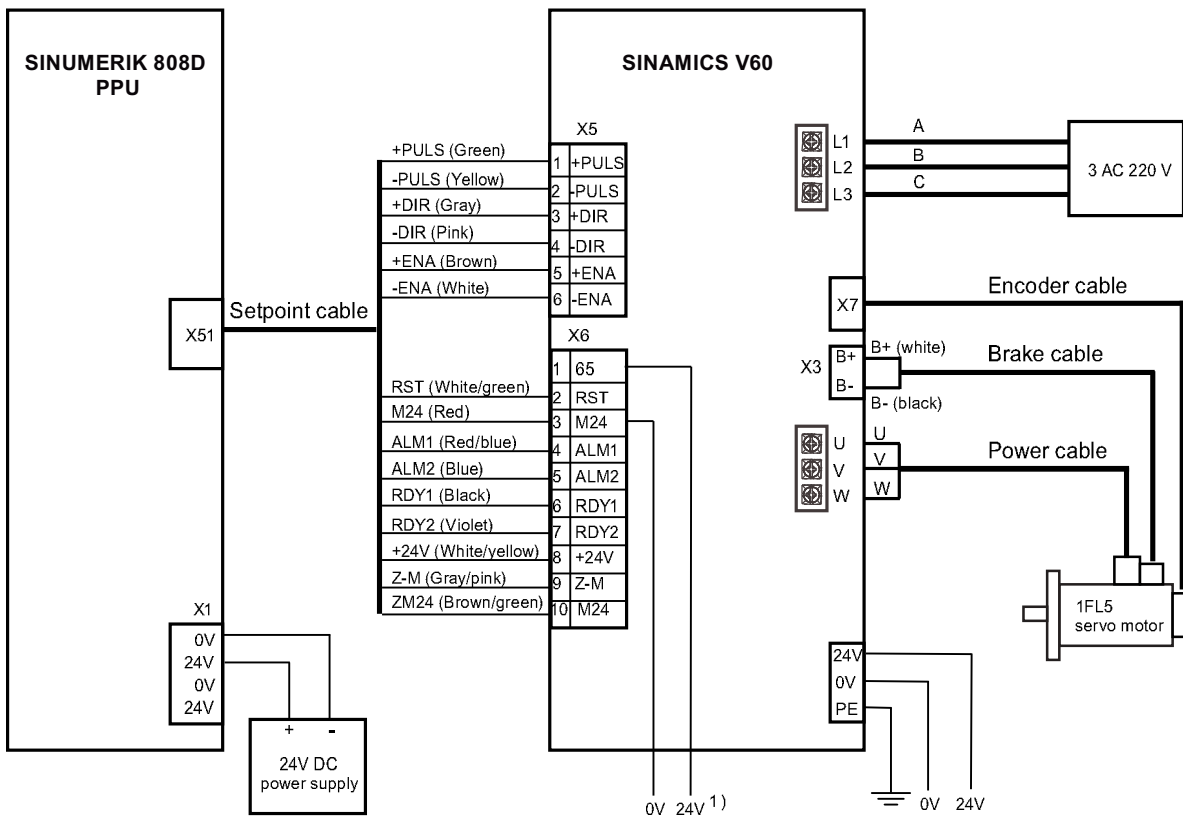 SINUMERIK 808D
PPU
X51
X1
0V
24V
0V
24V
+ -
24V DC
power supply
Setpoint cable
+PULS (Green)
-PULS (Yellow)
+DIR (Gray)
-DIR (Pink)
+ENA (Brown)
-ENA (White)
RST (White/green)
M24 (Red)
ALM1 (Red/blue)
ALM2 (Blue)
RDY1 (Black)
RDY2 (Violet)
+24V (White/yellow)
Z-M (Gray/pink)
ZM24 (Brown/green)
SINAMICS V60
X5
1 +PULS
2 -PULS
3 +DIR
4 -DIR
5 +ENA
6 -ENA
X6
1 65
2 RST
3 M24
4 ALM1
5 ALM2
6 RDY1
7 RDY2
8 +24V
9 Z-M
10 M24
0V 24V 1)
L1 A
L2 B
L3 C
3 AC 220 V
X7
Encoder cable
X3
B+ B+ (white)
B- B- (black)
Brake cable
U U
V V
W W
Power cable
1FL5
servo motor
24V
0V
PE
0V 24V